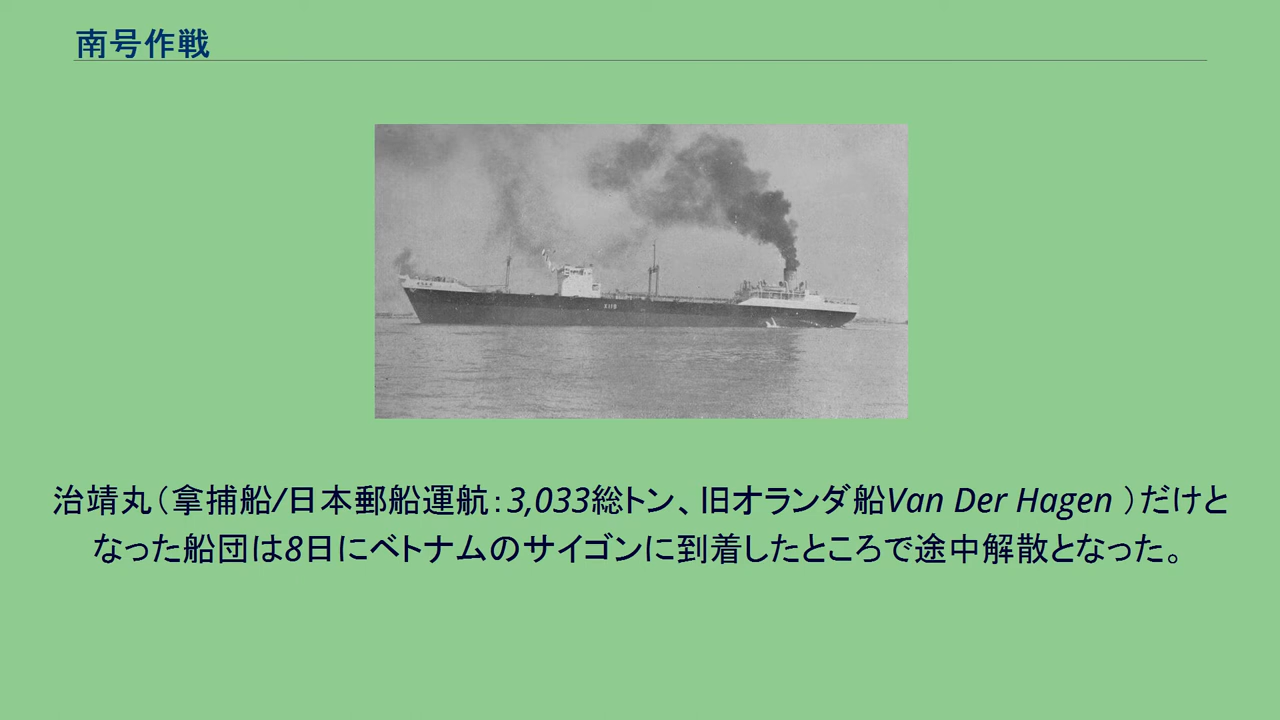 南号作戦
治靖丸（拿捕船/日本郵船運航：3,033総トン、旧オランダ船Van Der Hagen ）だけと
なった船団は8日にベトナムのサイゴンに到着したところで途中解散となった。